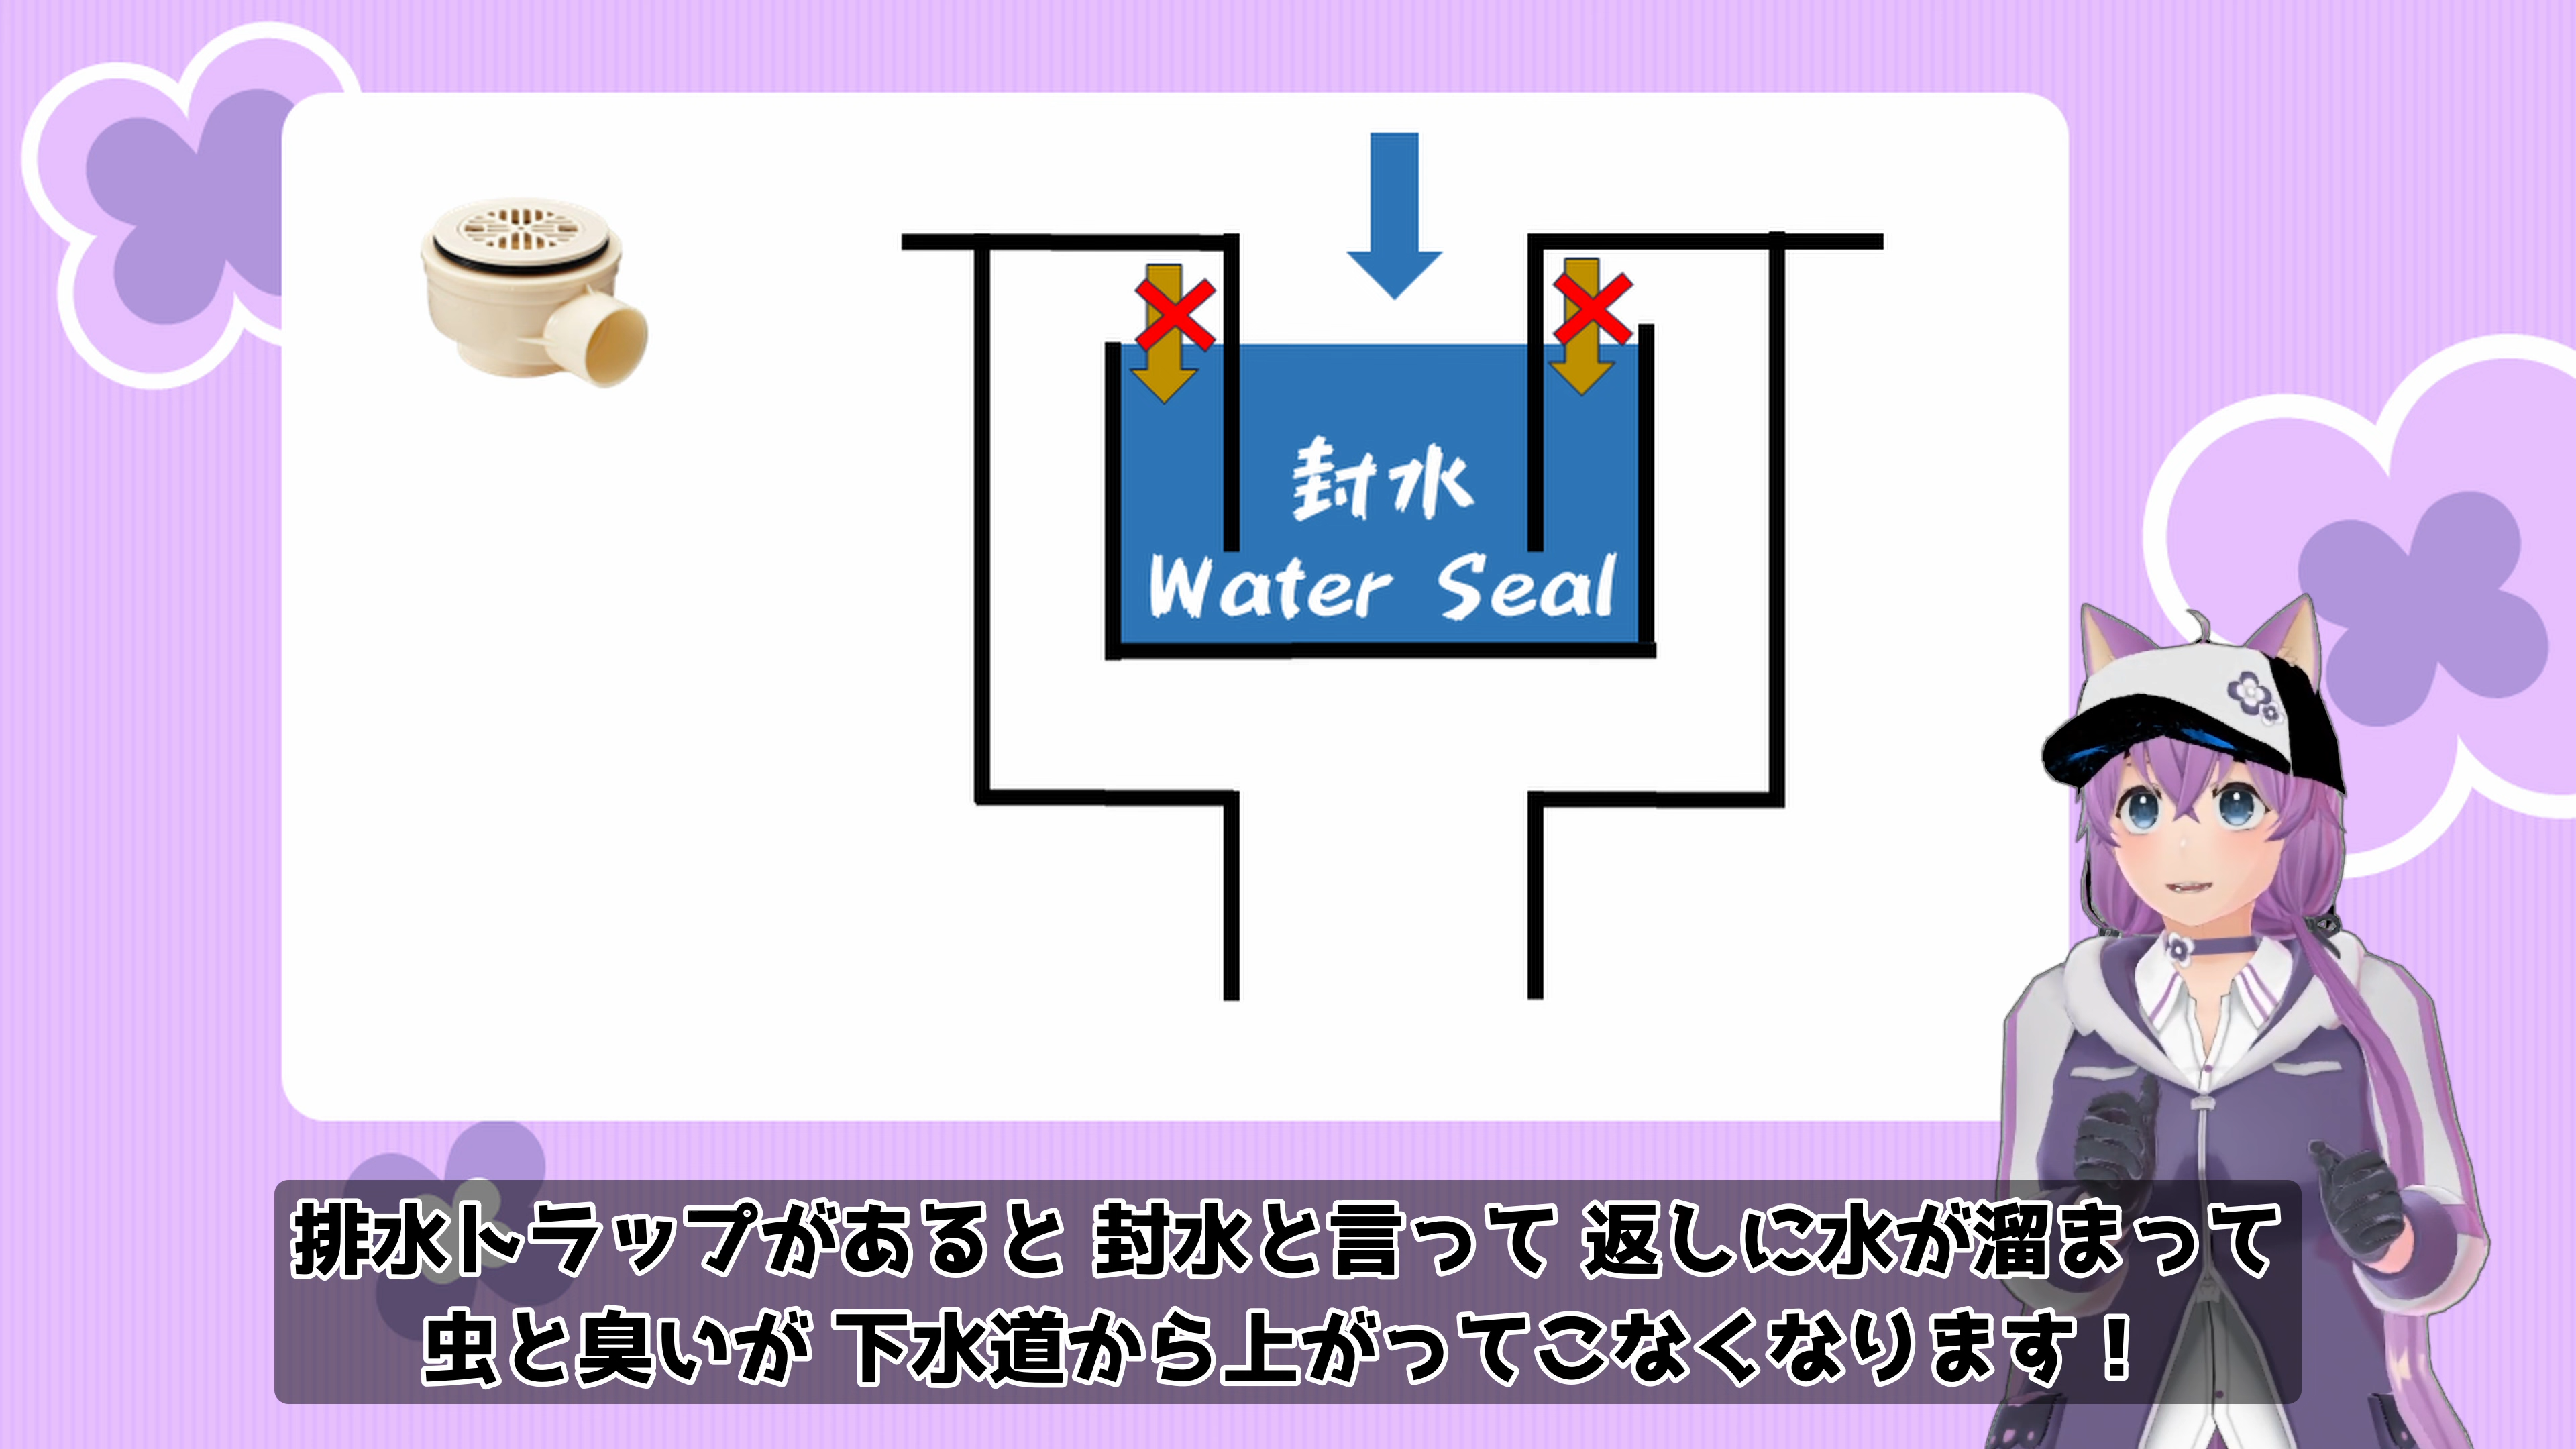 封水
Water Seal
排水トラップがあると 封水と言って 返しに水が溜まって
虫と臭いが 下水道から上がってこなくなります！